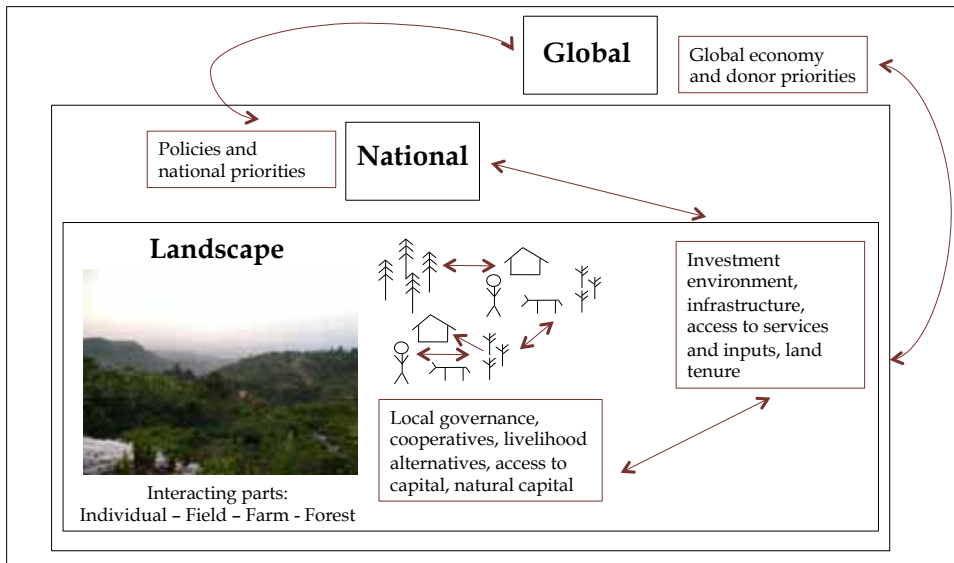 Global
Global economy
and donor priorities
Policies and
national priorities
National
Landscape
Investment
environment,
infrastructure,
access to services
and inputs, land
tenure
Local governance,
cooperatives, livelihood
alternatives, access to
capital, natural capital
Interacting parts:
Individual – Field – Farm - Forest